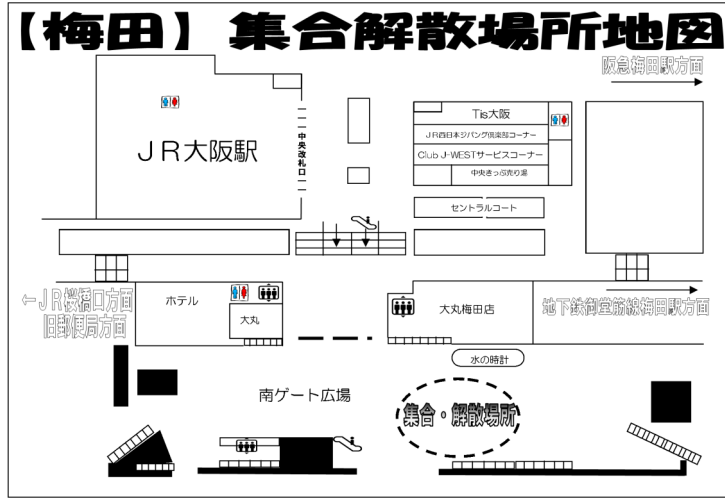 【梅田】集合解散場所地図
阪急梅田駅方面
JR大阪駅
中央改札口
Tis大阪
JR西日本ジパング倶楽部コーナー
Club J-WESTサービスコーナー
中央きっぷ売り場
セントラルコート
←JR桜橋口方面
旧郵便局方面
ホテル
大丸
大丸梅田店
地下鉄御堂筋線梅田駅方面
水の時計
南ゲート広場
集合・解散場所